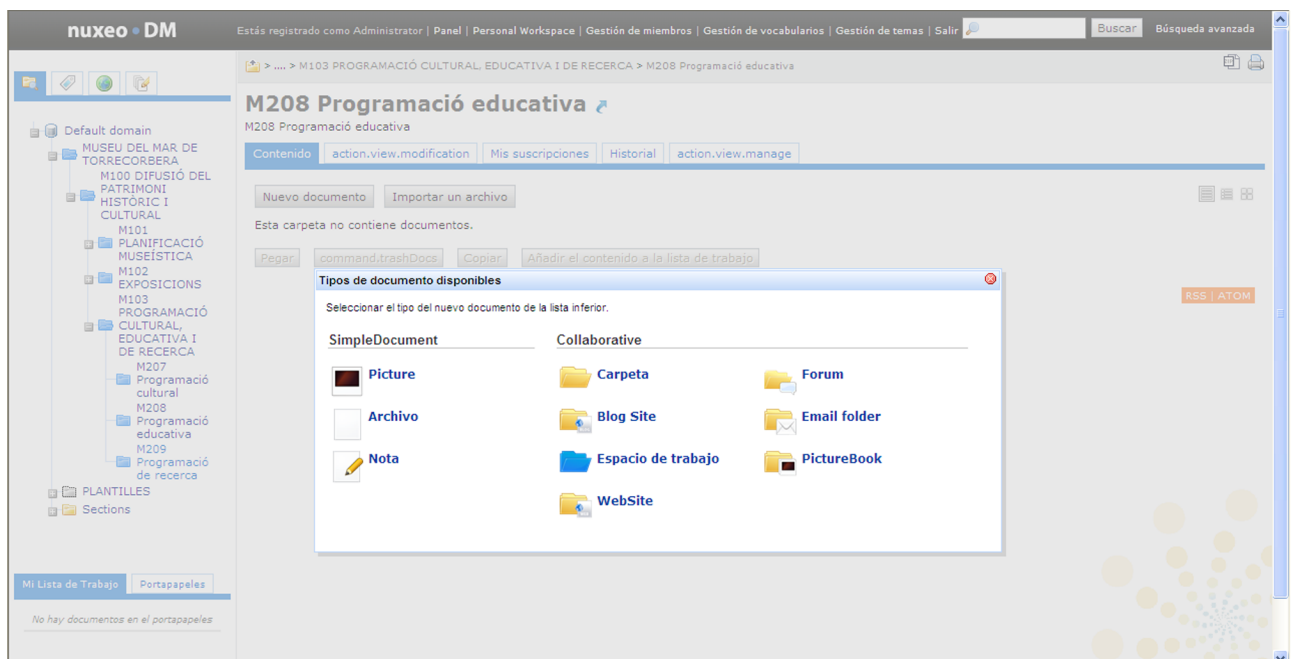 nuxeo • DM
Estás registrado como Administrator | Panel | Personal Workspace | Gestión de miembros | Gestión de vocabularios | Gestión de temas | Salir
Buscar
Búsqueda avanzada
> .... > M103 PROGRAMACIÓ CULTURAL, EDUCATIVA I DE RECERCA > M208 Programació educativa
Default domain
MUSEU DEL MAR DE
TORRECORBERA
M100 DIFUSIÓ DEL
PATRIMONI
HISTÒRIC I
CULTURAL
M101
PLANIFICACIÓ
MUSEÍSTICA
M102
EXPOSICIONS
M103
PROGRAMACIÓ
CULTURAL,
EDUCATIVA I
DE RECERCA
M207
Programació
cultural
M208
Programació
educativa
M209
Programació
de recerca
PLANTILLES
Sections
Mi Lista de Trabajo
Portapapeles
No hay documentos en el portapapeles
M208 Programació educativa
M208 Programació educativa
Contenido
action.view.modification
Mis suscripciones
Historial
action.view.manage
Nuevo documento
Importar un archivo
Esta carpeta no contiene documentos.
Pegar
command.trashDocs
Copiar
Añadir el contenido a la lista de trabajo
RSS | ATOM
Tipos de documento disponibles
Seleccionar el tipo del nuevo documento de la lista inferior.
SimpleDocument
Picture
Archivo
Nota
Collaborative
Carpeta
Forum
Blog Site
Email folder
Espacio de trabajo
PictureBook
WebSite